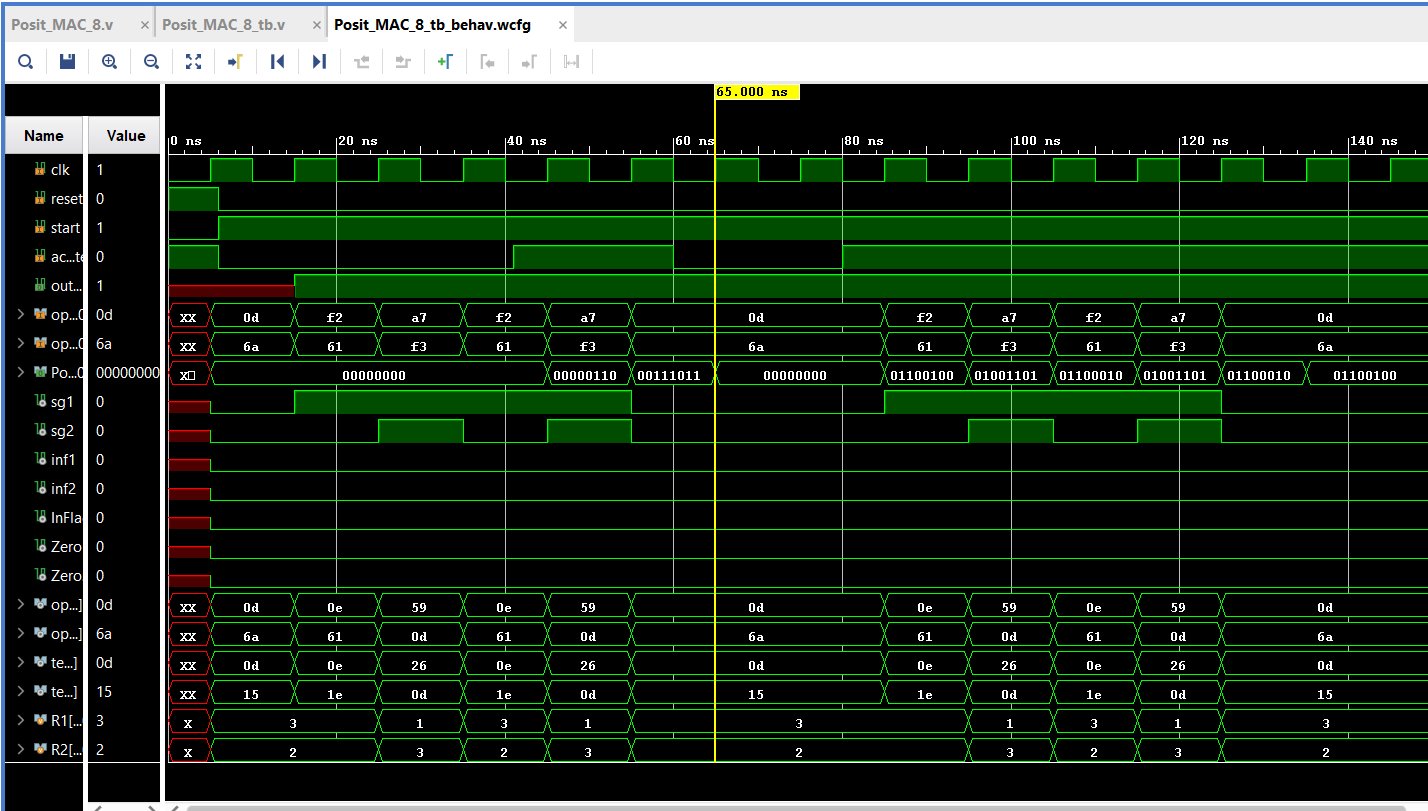 Posit_MAC_8.v × Posit_MAC_8_tb.v × Posit_MAC_8_tb_behav.wcfg ×
65.000 ns
Name Value
0 ns 20 ns 40 ns 60 ns 80 ns 100 ns 120 ns 140 ns
clk 1
reset 0
start 1
ac...te 0
out... 1
op...0 0d XX 0d f2 a7 f2 a7 0d f2 a7 f2 a7 0d
op...0 6a XX 6a 61 f3 61 f3 6a 61 f3 61 f3 6a
Po...0 00000000 X 00000000 00000110 00111011 00000000 01100100 01001101 01100010 01001101 01100010 01100100
sg1 0
sg2 0
inf1 0
inf2 0
InFla 0
Zero 0
Zero 0
op...] 0d XX 0d 0e 59 0e 59 0d 0e 59 0e 59 0d
op...] 6a XX 6a 61 0d 61 0d 6a 61 0d 61 0d 6a
te...] 0d XX 0d 0e 26 0e 26 0d 0e 26 0e 26 0d
te...] 15 XX 15 1e 0d 1e 0d 15 1e 0d 1e 0d 15
R1[... 3 X 3 1 3 1 3 1 3 1 3
R2[... 2 X 2 3 2 3 2 3 2 3 2